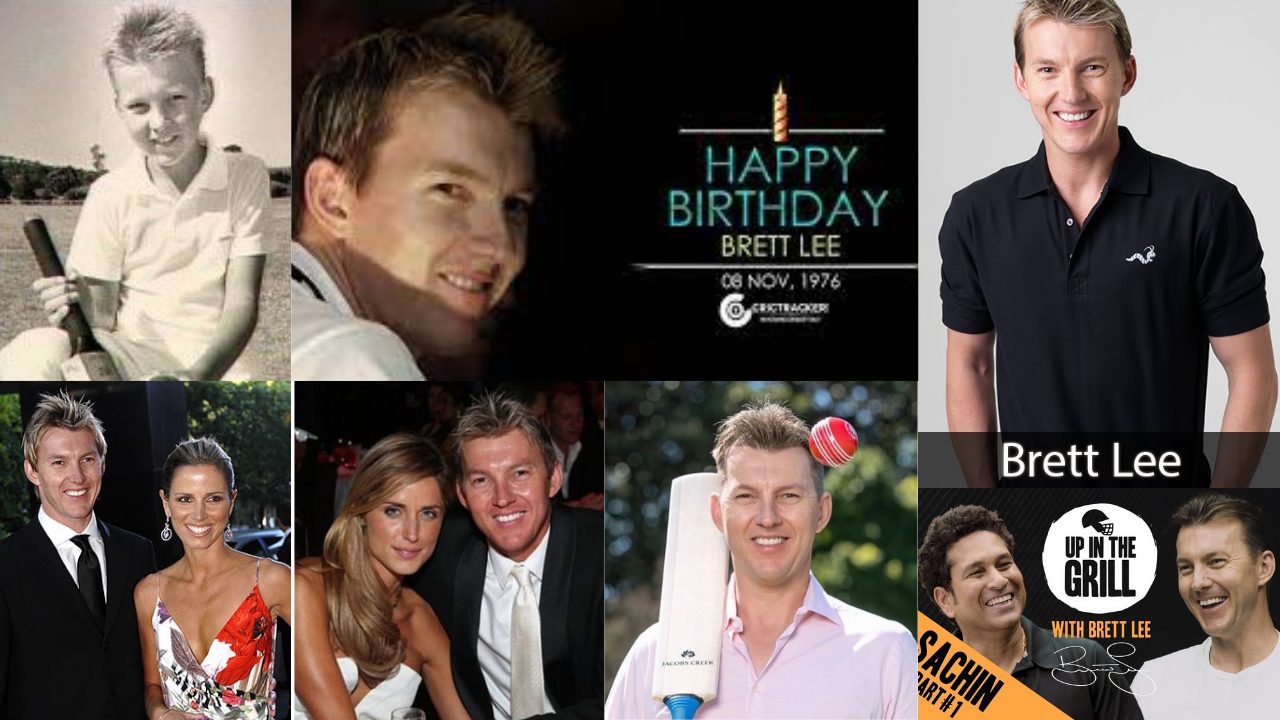 HAPPY
BIRTHDAY
BRETT LEE
08 NOV, 1976
CRICTRACKER
Brett Lee
JACOB'S CREEK
UP IN THE
GRILL
WITH BRETT LEE
SACHIN
PART #1